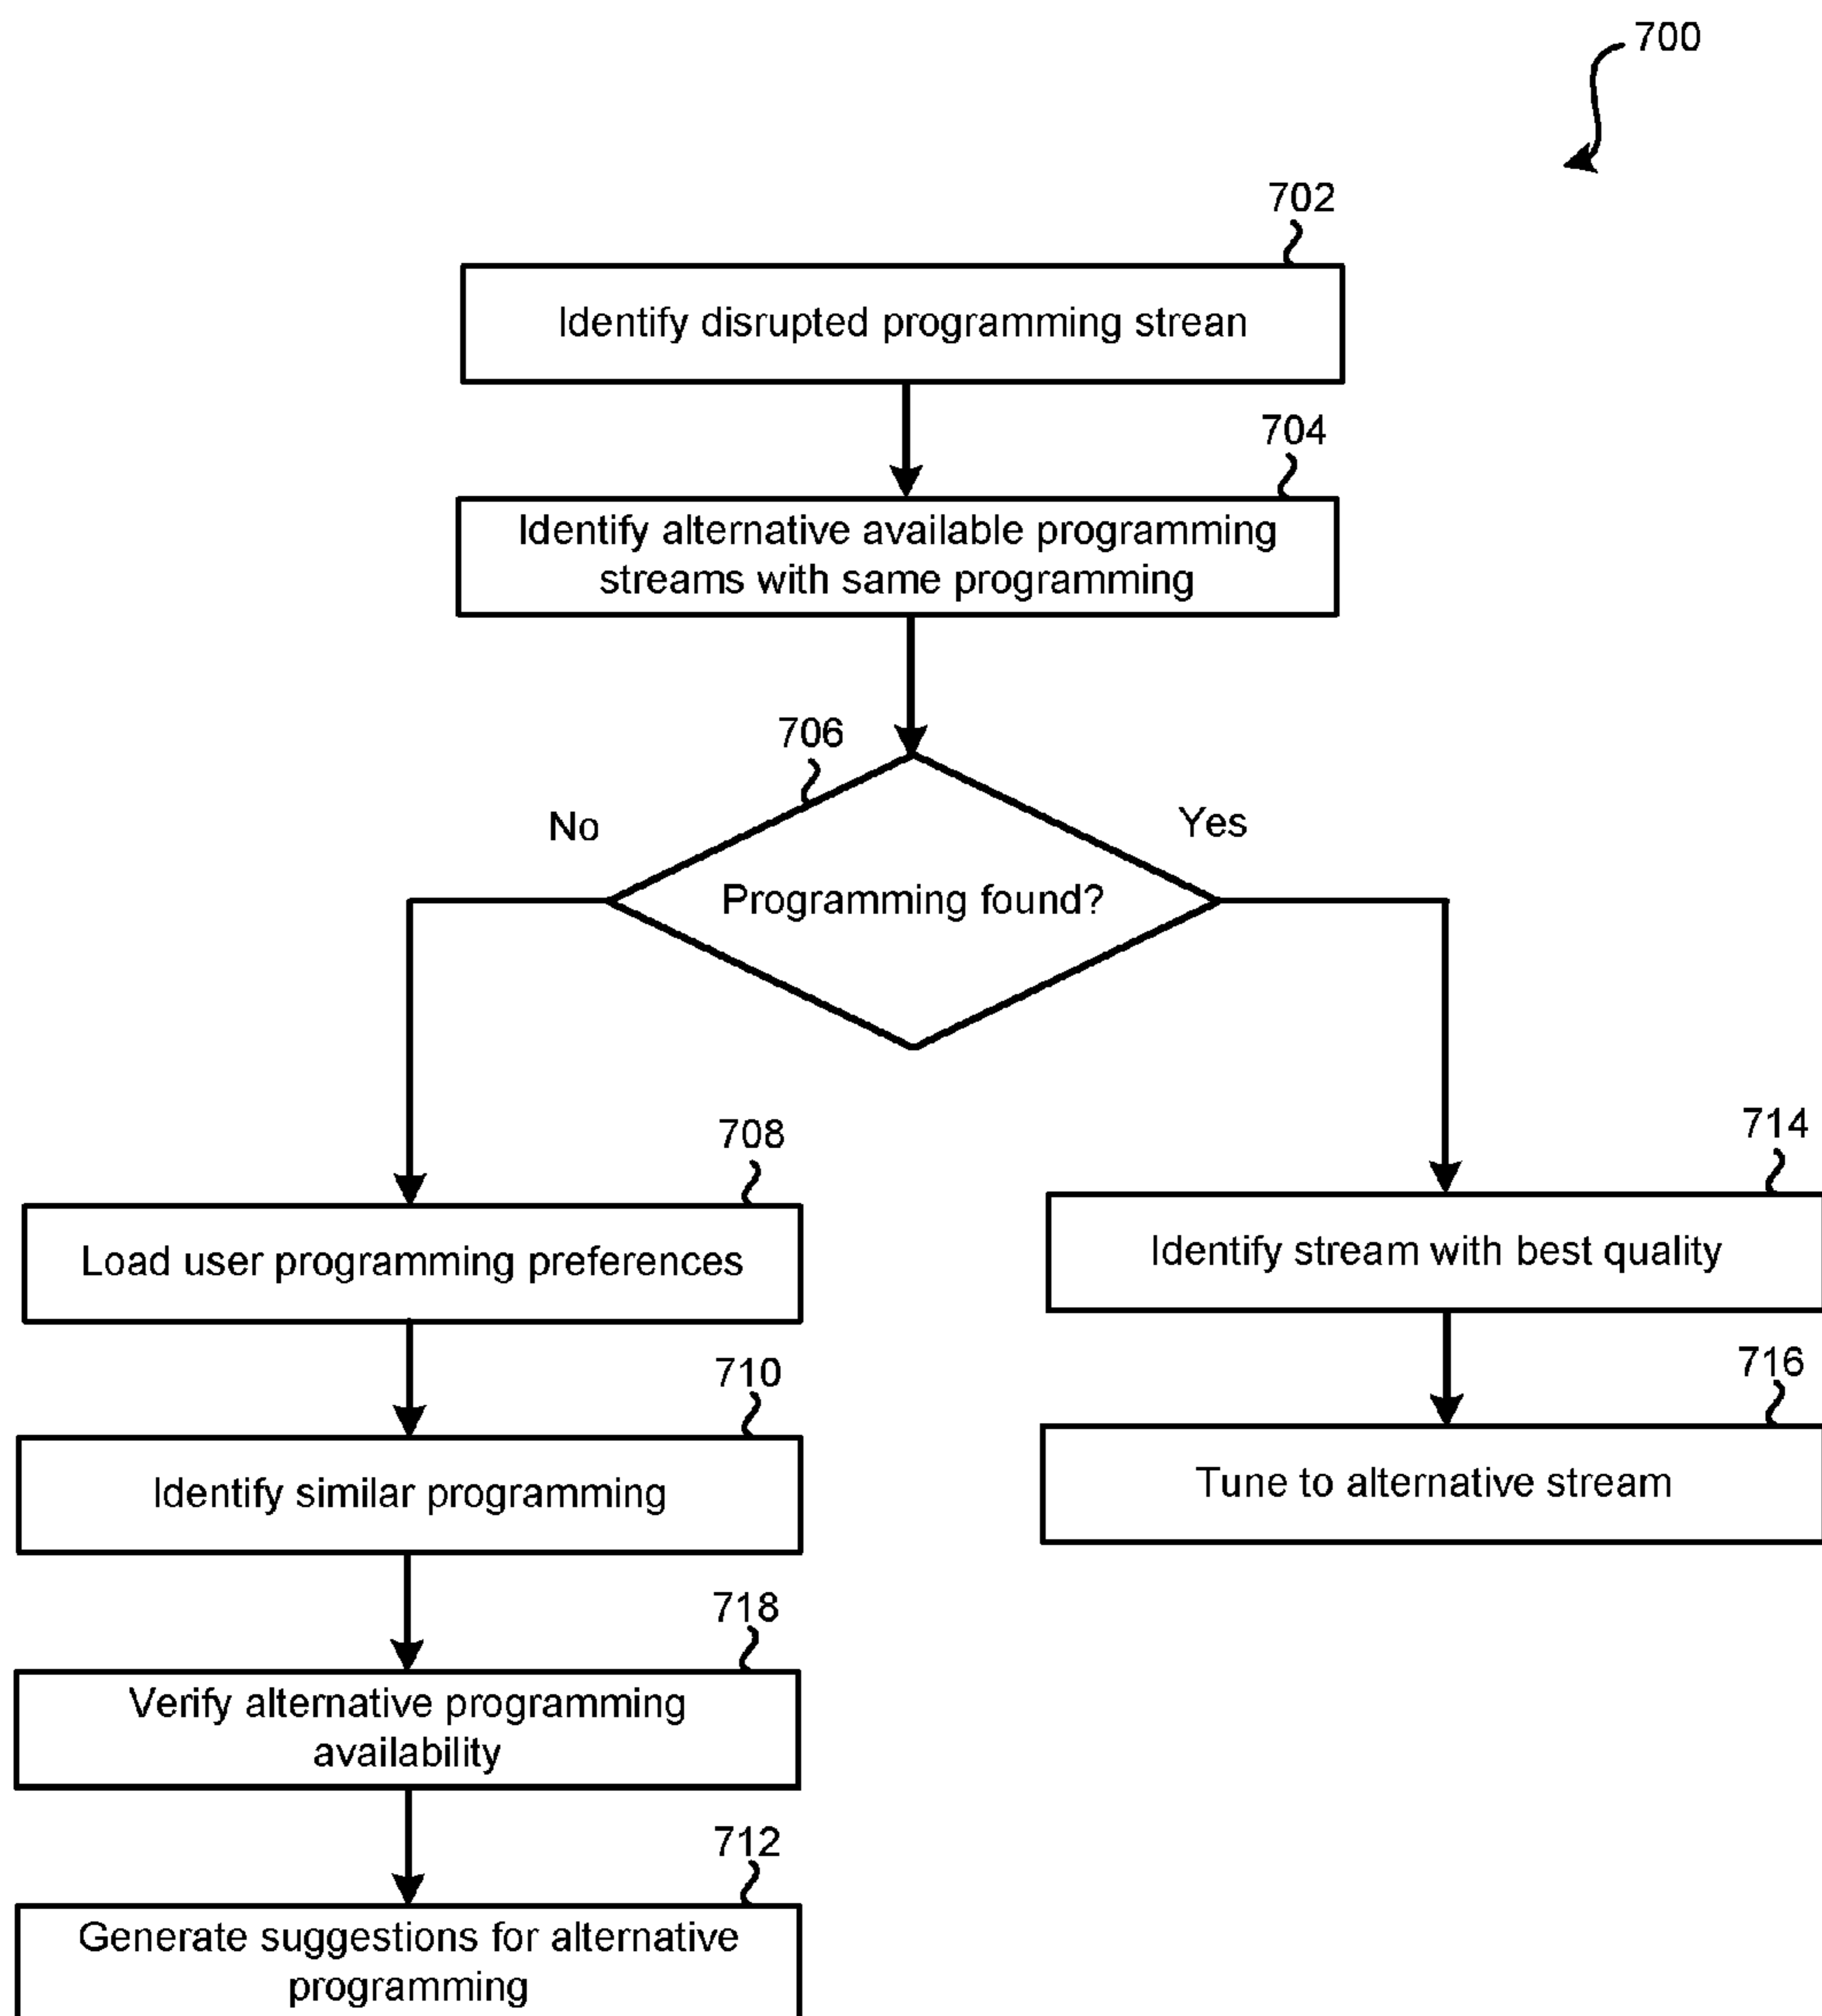 700
702
Identify disrupted programming strean
704
Identify alternative available programming
streams with same programming
706
No
Yes
Programming found?
708
Load user programming preferences
714
Identify stream with best quality
710
Identify similar programming
716
Tune to alternative stream
718
Verify alternative programming
availability
712
Generate suggestions for alternative
programming